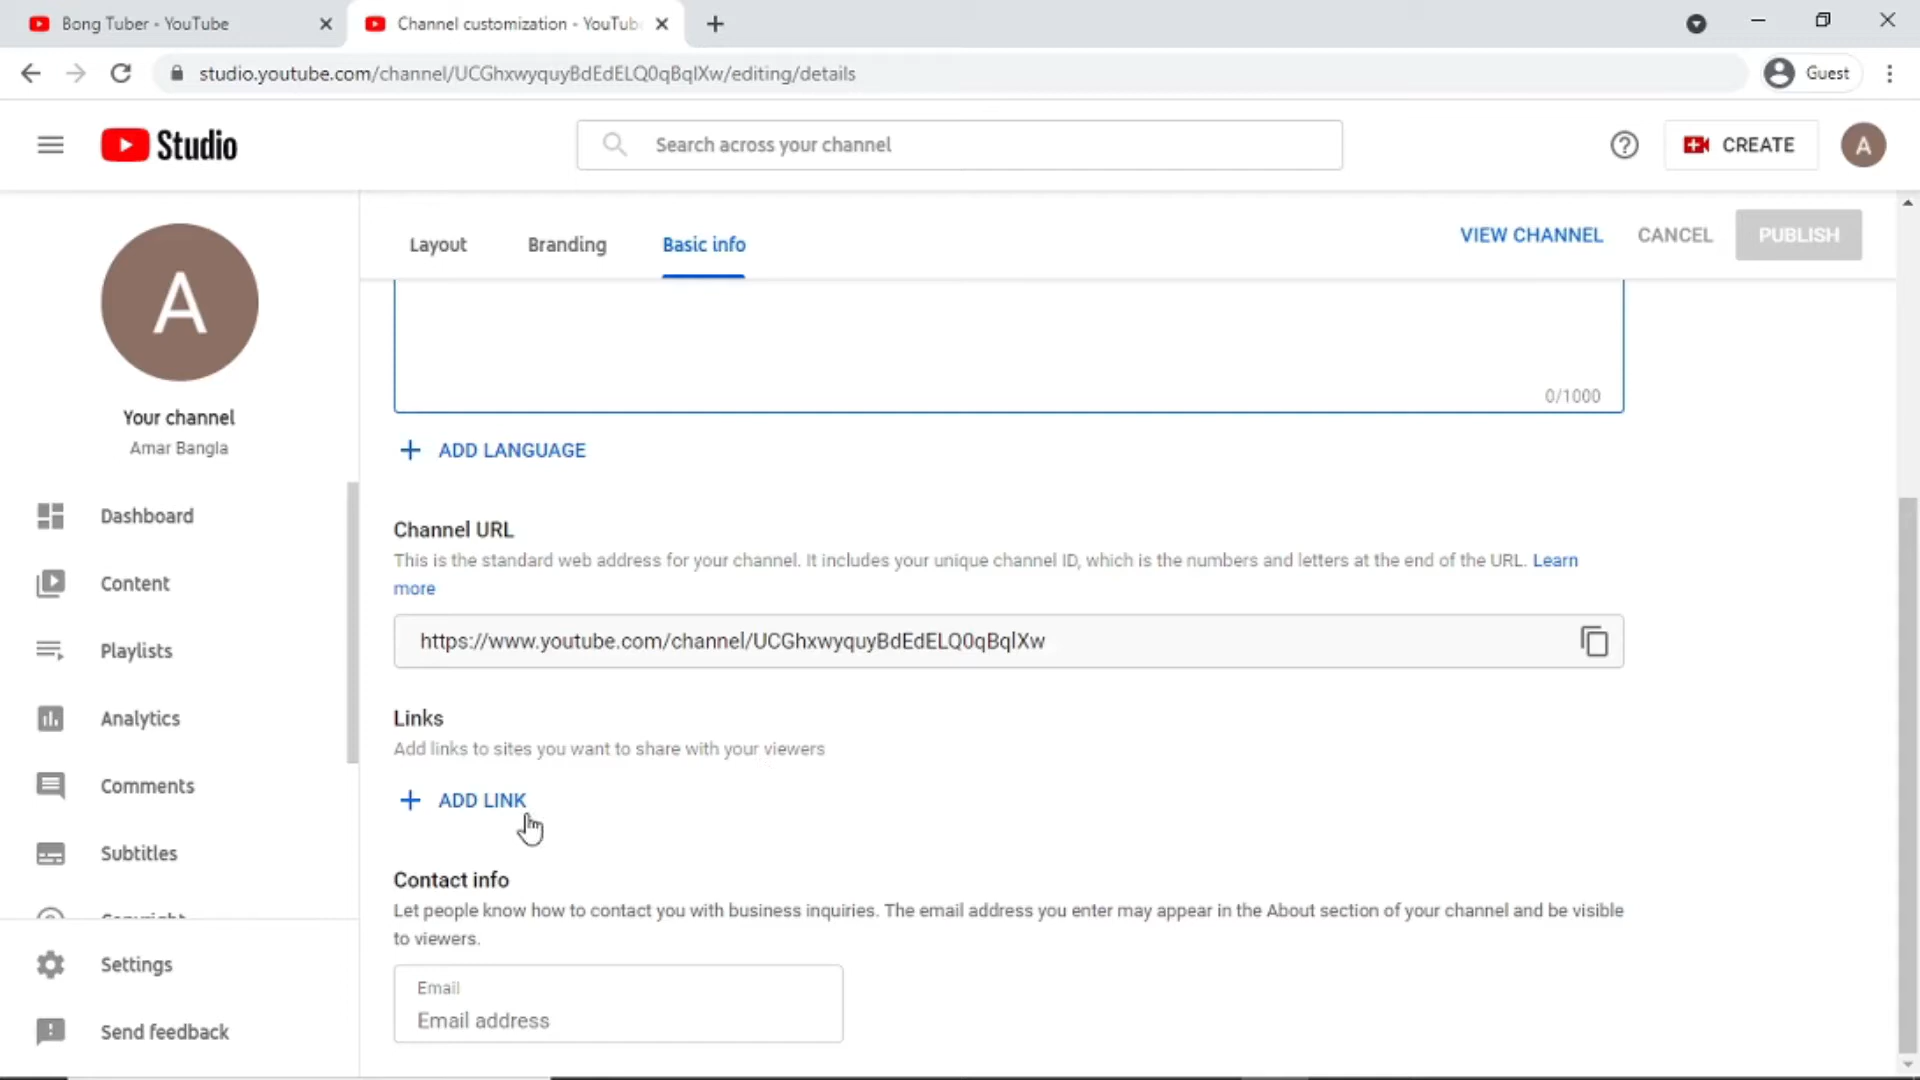 Bong Tuber - YouTube
Channel customization - YouTub
studio.youtube.com/channel/UCGhxwyquyBdEdELQ0qBqlXw/editing/details
Guest
Studio
Search across your channel
CREATE
A
Layout
Branding
Basic info
VIEW CHANNEL
CANCEL
PUBLISH
A
Your channel
Amar Bangla
Dashboard
Content
Playlists
Analytics
Comments
Subtitles
Copyright
Settings
Send feedback
0/1000
ADD LANGUAGE
Channel URL
This is the standard web address for your channel. It includes your unique channel ID, which is the numbers and letters at the end of the URL. Learn
more
https://www.youtube.com/channel/UCGhxwyquyBdEdELQ0qBqlXw
Links
Add links to sites you want to share with your viewers
ADD LINK
Contact info
Let people know how to contact you with business inquiries. The email address you enter may appear in the About section of your channel and be visible
to viewers.
Email
Email address